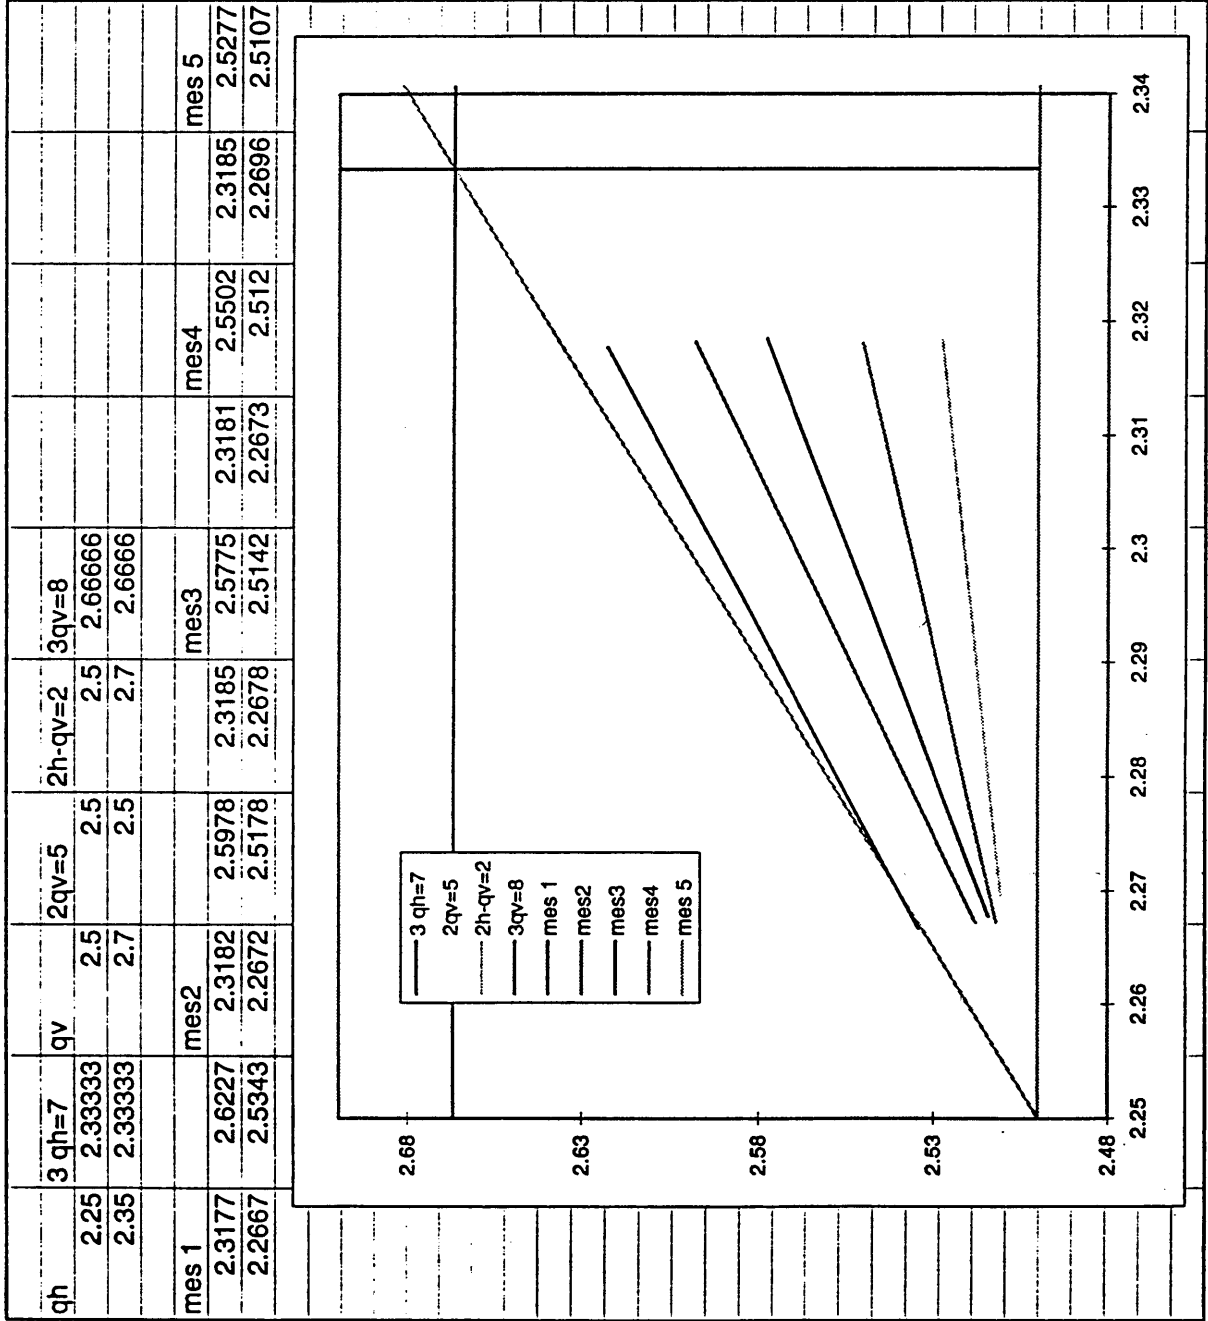 qh 3 qh=7 qv 2qv=5 2h-qv=2 3qv=8
2.25 2.33333 2.5 2.5 2.5 2.66666
2.35 2.33333 2.7 2.5 2.7 2.6666
mes 1 mes2 mes3 mes4 mes 5
2.3177 2.6227 2.3182 2.5978 2.3185 2.5775 2.3181 2.5502 2.3185 2.5277
2.2667 2.5343 2.2672 2.5178 2.2678 2.5142 2.2673 2.512 2.2696 2.5107
2.68
2.63
2.58
2.53
2.48
3 qh=7
2qv=5
2h-qv=2
3qv=8
mes 1
mes2
mes3
mes4
mes 5
2.25 2.26 2.27 2.28 2.29 2.3 2.31 2.32 2.33 2.34